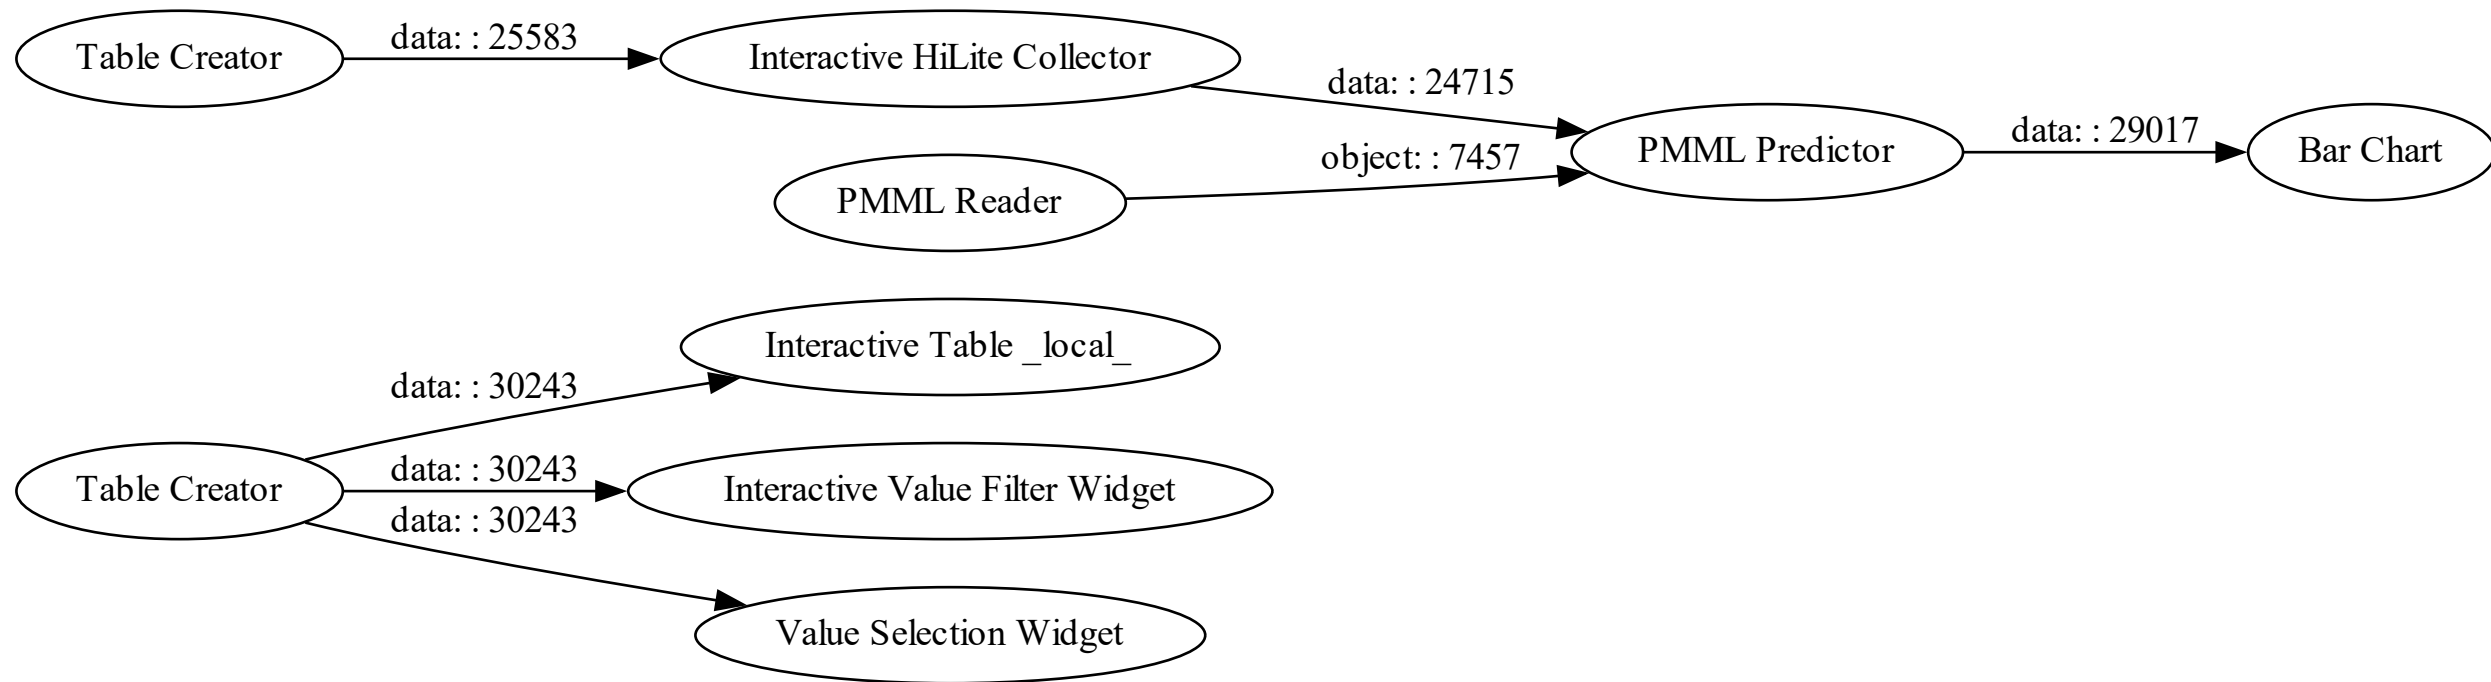 Table Creator
data: : 25583
Interactive HiLite Collector
data: : 24715
PMML Reader
object: : 7457
PMML Predictor
data: : 29017
Bar Chart
Interactive Table _local_
data: : 30243
Table Creator
data: : 30243
Interactive Value Filter Widget
data: : 30243
Value Selection Widget